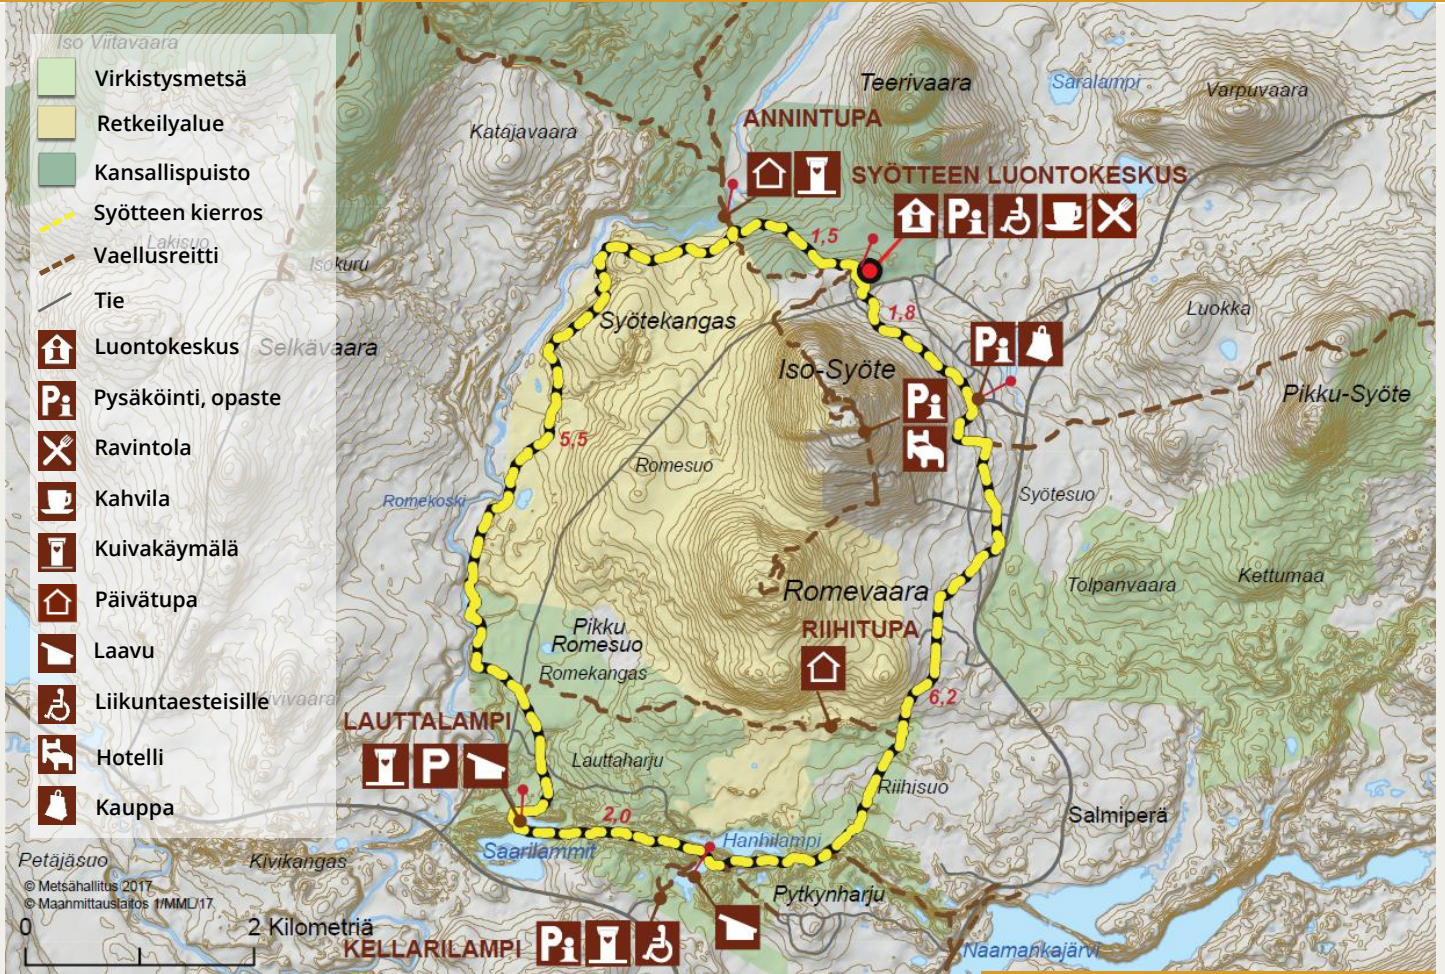 Iso Viitavaara
Virkistysmetsä
Retkeilyalue
Kansallispuisto
Syötteen kierros
Lakisuo
Vaellusreitti
Tie
Luontokeskus
Pysäköinti, opaste
Ravintola
Kahvila
Kuivakäymälä
Päivätupa
Laavu
Liikuntaesteisille
Hotelli
Kauppa
Isokuru
Selkävaara
Katajavaara
Teerivaara
Saralampi
Varpuvaara
ANNINTUPA
SYÖTTEEN LUONTOKESKUS
Pi
1,5
1,8
Syötekangas
Luokka
Pi
Iso-Syöte
Pi
Pikku-Syöte
5,5
Romesuo
Romekoski
Syötesuo
Romevaara
Tolpanvaara
Kettumaa
Pikku
Romesuo
Romekangas
RIIHITUPA
6,2
LAUTTALAMPI
P
Lauttaharju
Riihisuo
Salmiperä
2,0
Hanhilampi
Saarilammit
Petäjäsuo
Kivikangas
Pytkynharju
© Metsähallitus 2017
© Maanmittauslaitos 1/MML/17
0
2 Kilometriä
KELLARILAMPI
Pi
Naamankajärvi